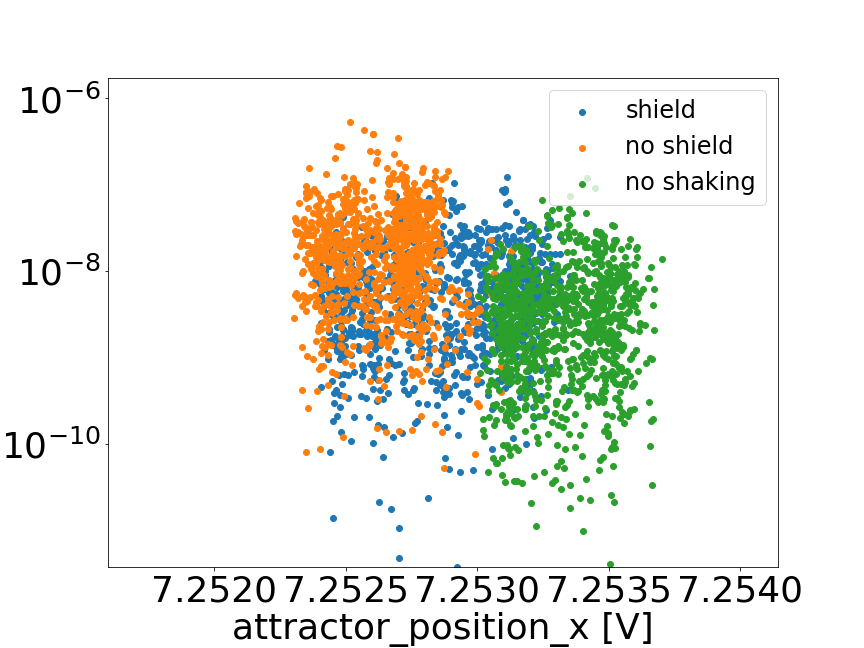 10⁻⁶
10⁻⁸
10⁻¹⁰
shield
no shield
no shaking
7.2520 7.2525 7.2530 7.2535 7.2540
attractor_position_x [V]